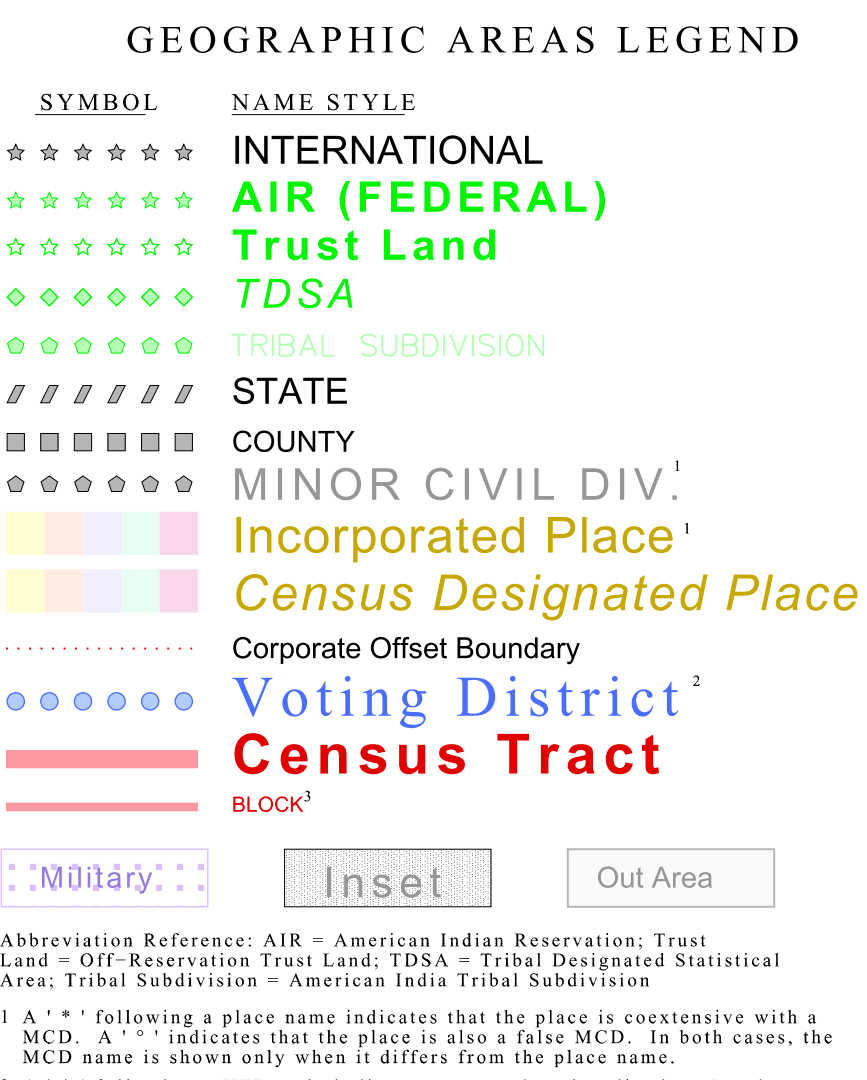 GEOGRAPHIC AREAS LEGEND
SYMBOL NAME STYLE
INTERNATIONAL
AIR (FEDERAL)
Trust Land
TDSA
TRIBAL SUBDIVISION
STATE
COUNTY
MINOR CIVIL DIV.¹
Incorporated Place ¹
Census Designated Place
Corporate Offset Boundary
Voting District ²
Census Tract
BLOCK³
Military Inset Out Area
Abbreviation Reference: AIR = American Indian Reservation; Trust
Land = Off−Reservation Trust Land; TDSA = Tribal Designated Statistical
Area; Tribal Subdivision = American India Tribal Subdivision
1 A ' * ' following a place name indicates that the place is coextensive with a
MCD. A ' ° ' indicates that the place is also a false MCD. In both cases, the
MCD name is shown only when it differs from the place name.